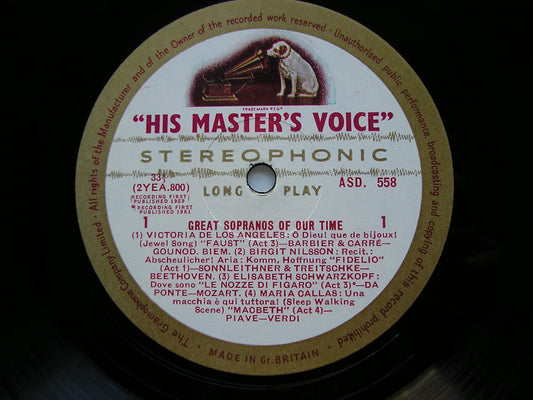 The Gramophone Company Limited · All rights of the Manufacturer and of the Owner of the recorded work reserved · Unauthorised public performance, broadcasting and copying of this record prohibited
TRADE MARK REGD
"HIS MASTER'S VOICE"
STEREOPHONIC
33⅓
(2YEA.800)
LONG PLAY
ASD. 558
(RECORDING FIRST
PUBLISHED 1959
*RECORDING FIRST
PUBLISHED 1961
1 GREAT SOPRANOS OF OUR TIME 1
(1) VICTORIA DE LOS ANGELES: O Dieu! que de bijoux!
(Jewel Song) "FAUST" (Act 3)—BARBIER & CARRE—
GOUNOD. BIEM. (2) BIRGIT NILSSON: Recit.:
Abscheulicher! Aria: Komm, Hoffnung "FIDELIO"
(Act 1)—SONNLEITHNER & TREITSCHKE—
BEETHOVEN. (3) ELISABETH SCHWARZKOPF:
Dove sono "LE NOZZE DI FIGARO" (Act 3)*—DA
PONTE—MOZART. (4) MARIA CALLAS: Una
macchia è qui tuttora! (Sleep Walking
Scene) "MACBETH" (Act 4)—
PIAVE—VERDI
MADE IN Gt. BRITAIN